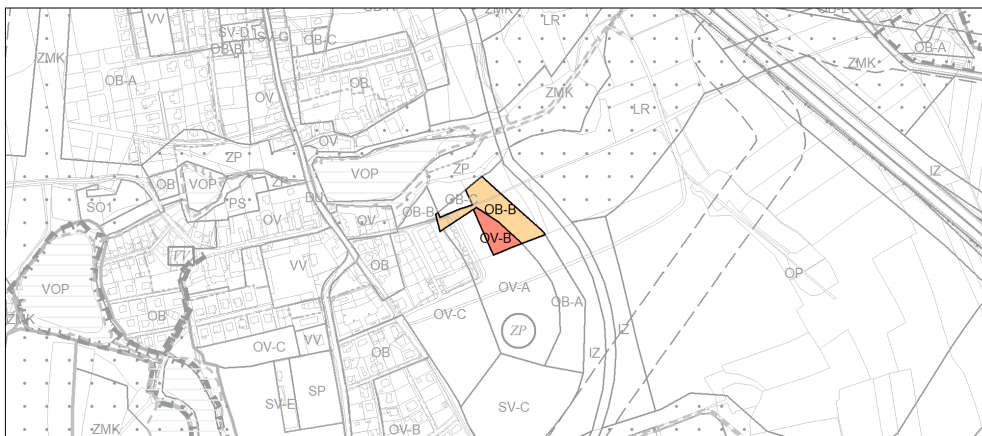 VV
SV-D
SV-G
OB-B
OB-C
OB-A
ZMK
LR
OB-A
ZMK
ZMK
OB-A
OB
OV
ZMK
LR
OV
ZP
VOP
ZP
OB
VOP
ZP
PS
SO1
DU
OV
OV
OB-B
OB-C
OB-B
OV-B
IZ
VV
VV
OB
OP
VOP
OV-A
OB-A
ZMK
OB
OV-C
ZP
IZ
OV-C
VV
OB
IZ
SV-E
SP
SV-C
ZMK
OV-B